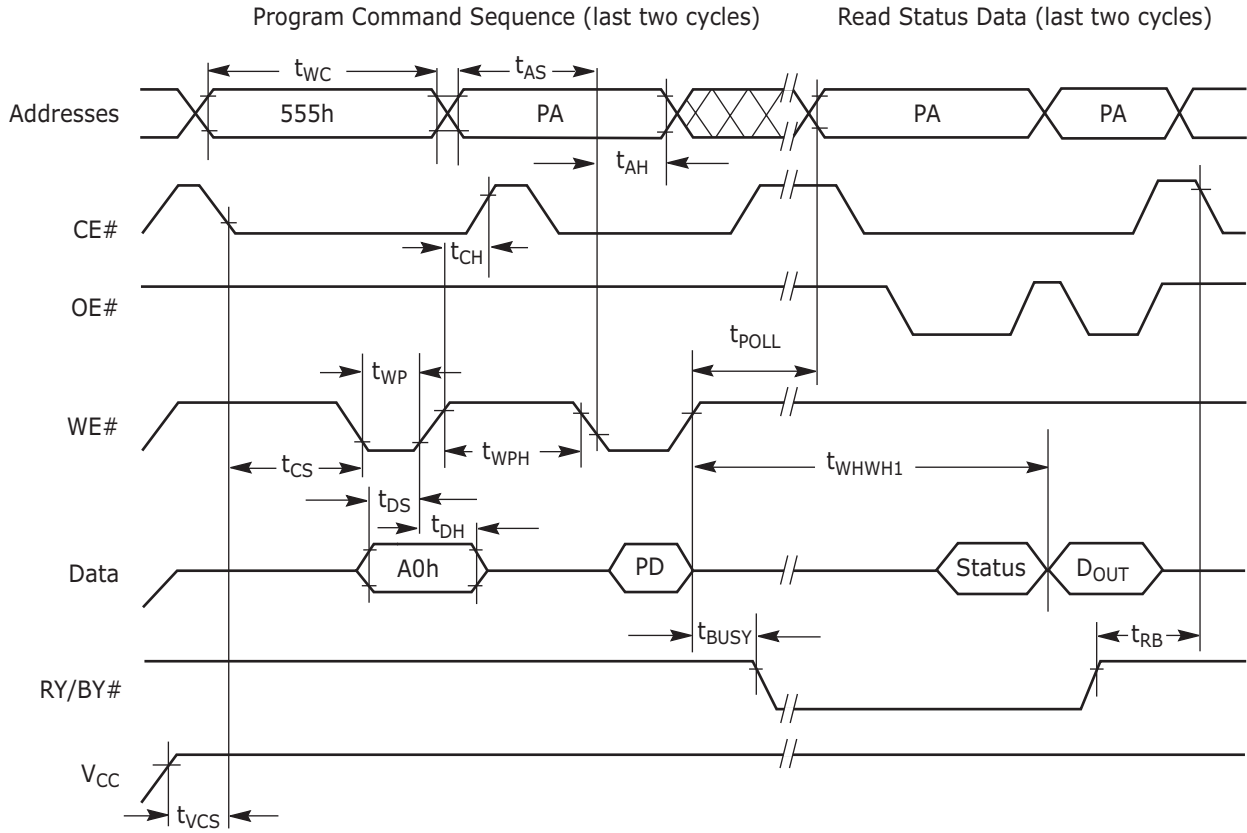 Program Command Sequence (last two cycles)
Read Status Data (last two cycles)
tWC
tAS
Addresses
555h
PA
PA
PA
tAH
CE#
tCH
OE#
tPOLL
tWP
WE#
tWPH
tCS
tWHWH1
tDS
tDH
Data
A0h
PD
Status
DOUT
tBUSY
tRB
RY/BY#
VCC
tVCS